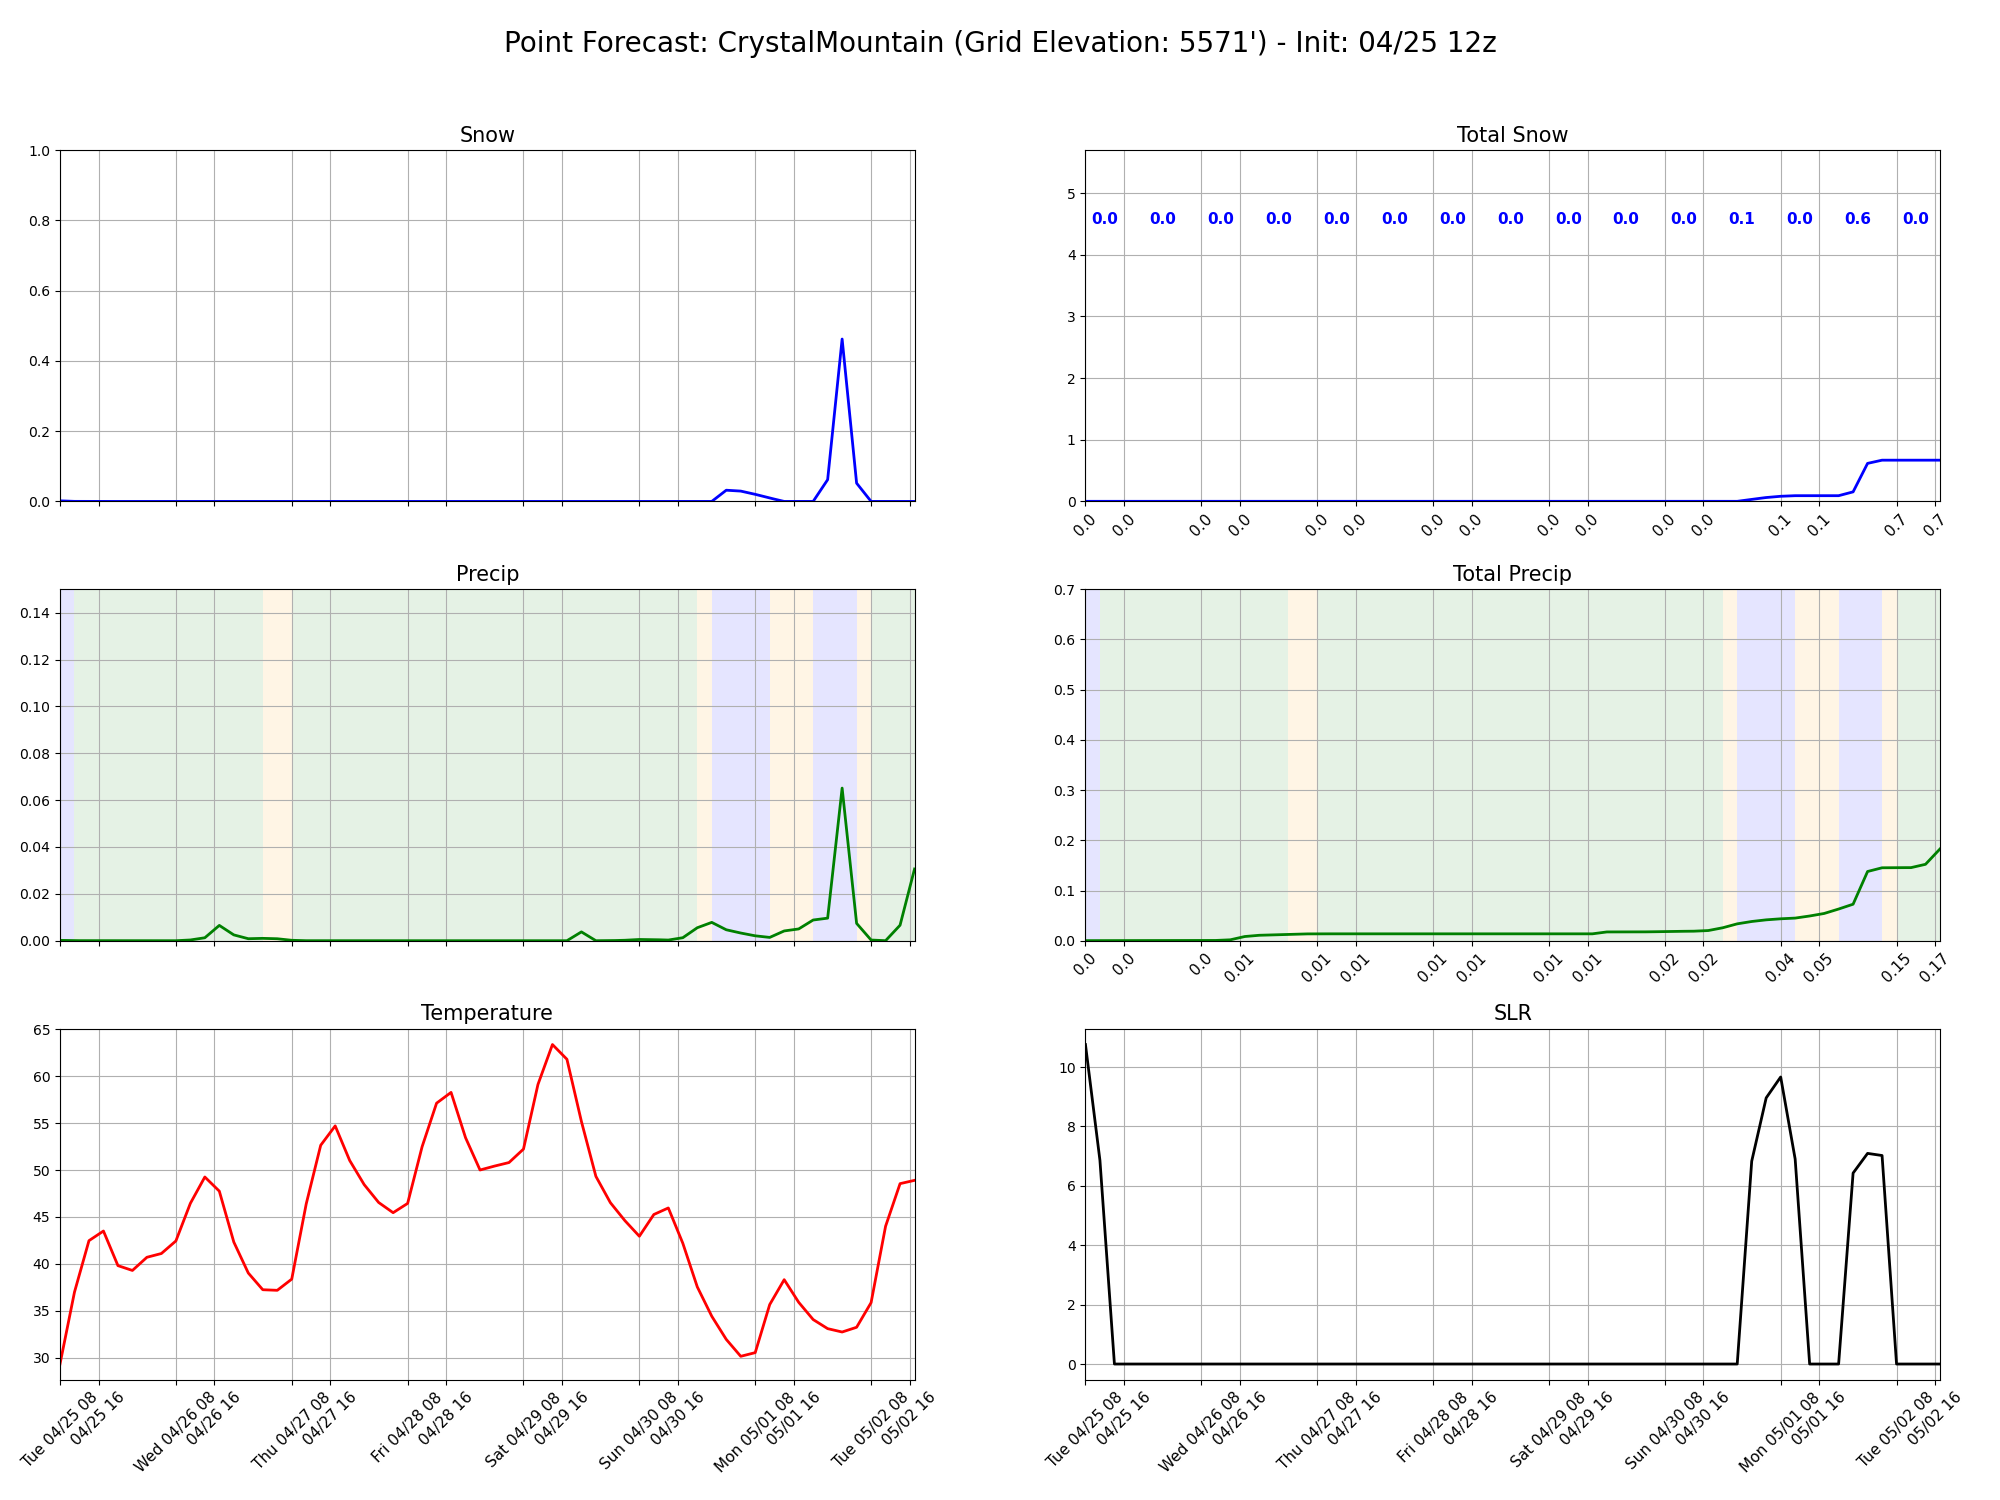 Point Forecast: CrystalMountain (Grid Elevation: 5571') - Init: 04/25 12z
Snow
1.0
0.8
0.6
0.4
0.2
0.0
Total Snow
5
4
3
2
1
0
0.0 0.0 0.0 0.0 0.0 0.0 0.0 0.0 0.0 0.0 0.0 0.1 0.0 0.6 0.0
0.0 0.0 0.0 0.0 0.0 0.0 0.0 0.0 0.0 0.0 0.0 0.0 0.1 0.1 0.7 0.7
Precip
0.14
0.12
0.10
0.08
0.06
0.04
0.02
0.00
Total Precip
0.7
0.6
0.5
0.4
0.3
0.2
0.1
0.0
0.0 0.0 0.0 0.01 0.01 0.01 0.01 0.01 0.01 0.01 0.02 0.02 0.04 0.05 0.15 0.17
Temperature
65
60
55
50
45
40
35
30
Tue 04/25 08
04/25 16
Wed 04/26 08
04/26 16
Thu 04/27 08
04/27 16
Fri 04/28 08
04/28 16
Sat 04/29 08
04/29 16
Sun 04/30 08
04/30 16
Mon 05/01 08
05/01 16
Tue 05/02 08
05/02 16
SLR
10
8
6
4
2
0
Tue 04/25 08
04/25 16
Wed 04/26 08
04/26 16
Thu 04/27 08
04/27 16
Fri 04/28 08
04/28 16
Sat 04/29 08
04/29 16
Sun 04/30 08
04/30 16
Mon 05/01 08
05/01 16
Tue 05/02 08
05/02 16